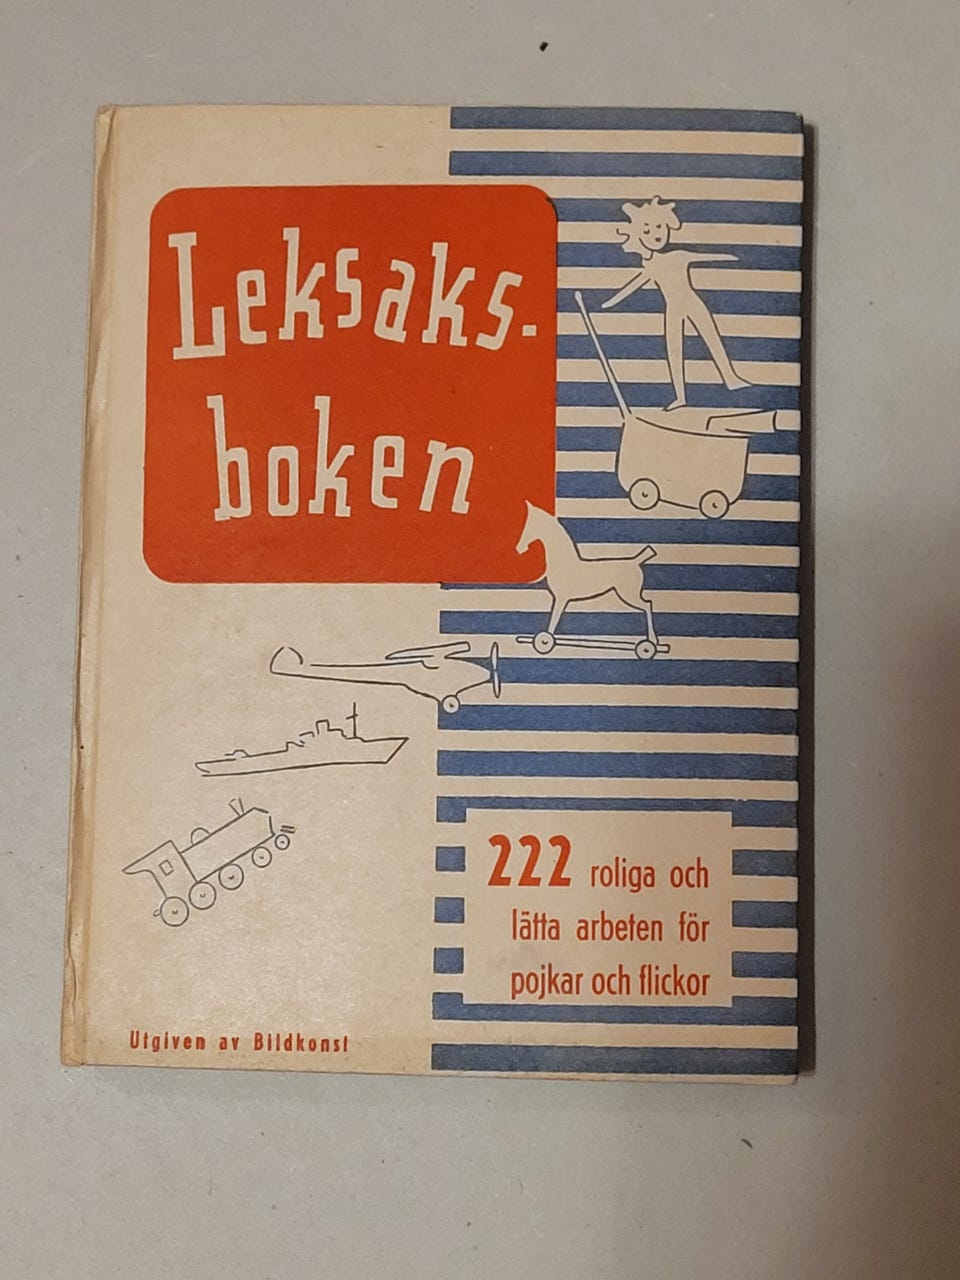 Leksaks-
boken
222 roliga och
lätta arbeten för
pojkar och flickor
Utgiven av Bildkonst